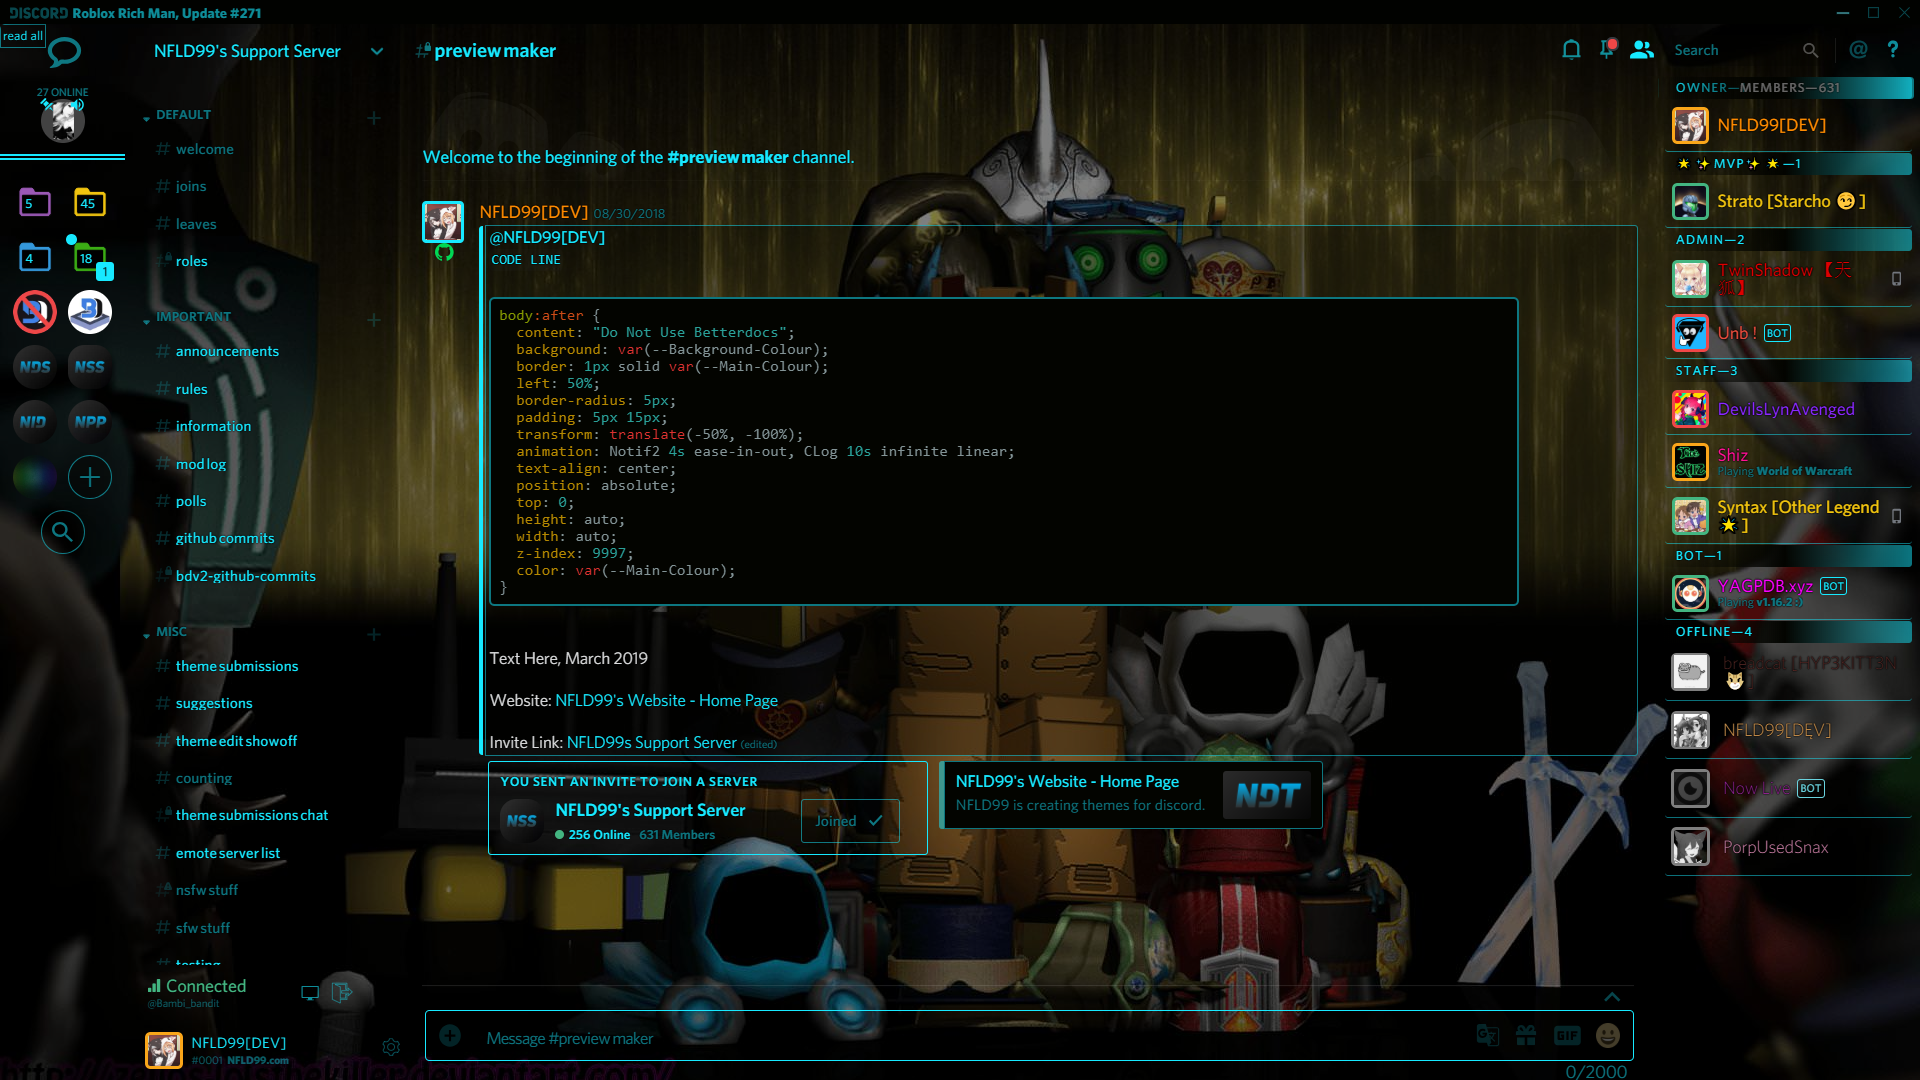 DISCORD Roblox Rich Man, Update #271
read all
27 ONLINE
5
45
4
18
1
NDS
NSS
NID
NPP
NFLD99's Support Server
DEFAULT
welcome
joins
leaves
roles
IMPORTANT
announcements
rules
information
mod log
polls
github commits
bdv2-github-commits
MISC
theme submissions
suggestions
theme edit showoff
counting
theme submissions chat
emote server list
nsfw stuff
sfw stuff
testing
Connected
@Bambi_bandit
NFLD99[DEV]
#0001 NFLD99.com
#preview maker
Search
@ ?
Welcome to the beginning of the #preview maker channel.
NFLD99[DEV] 08/30/2018
@NFLD99[DEV]
CODE LINE
body:after {
content: "Do Not Use Betterdocs";
background: var(--Background-Colour);
border: 1px solid var(--Main-Colour);
left: 50%;
border-radius: 5px;
padding: 5px 15px;
transform: translate(-50%, -100%);
animation: Notif2 4s ease-in-out, CLog 10s infinite linear;
text-align: center;
position: absolute;
top: 0;
height: auto;
width: auto;
z-index: 9997;
color: var(--Main-Colour);
}
Text Here, March 2019
Website: NFLD99's Website - Home Page
Invite Link: NFLD99s Support Server (edited)
YOU SENT AN INVITE TO JOIN A SERVER
NSS
NFLD99's Support Server
256 Online 631 Members
Joined
NFLD99's Website - Home Page
NFLD99 is creating themes for discord.
NDT
Message #preview maker
GIF
0/2000
OWNER—MEMBERS—631
NFLD99[DEV]
MVP —1
Strato [Starcho 😏]
ADMIN—2
TwinShadow
Unb ! BOT
STAFF—3
DevilsLynAvenged
Shiz
Playing World of Warcraft
Syntax [Other Legend
]
BOT—1
YAGPDB.xyz BOT
Playing v1.16.2 :)
OFFLINE—4
breadcat [HYP3KITT3N
NFLD99[DEV]
Now Live BOT
PorpUsedSnax